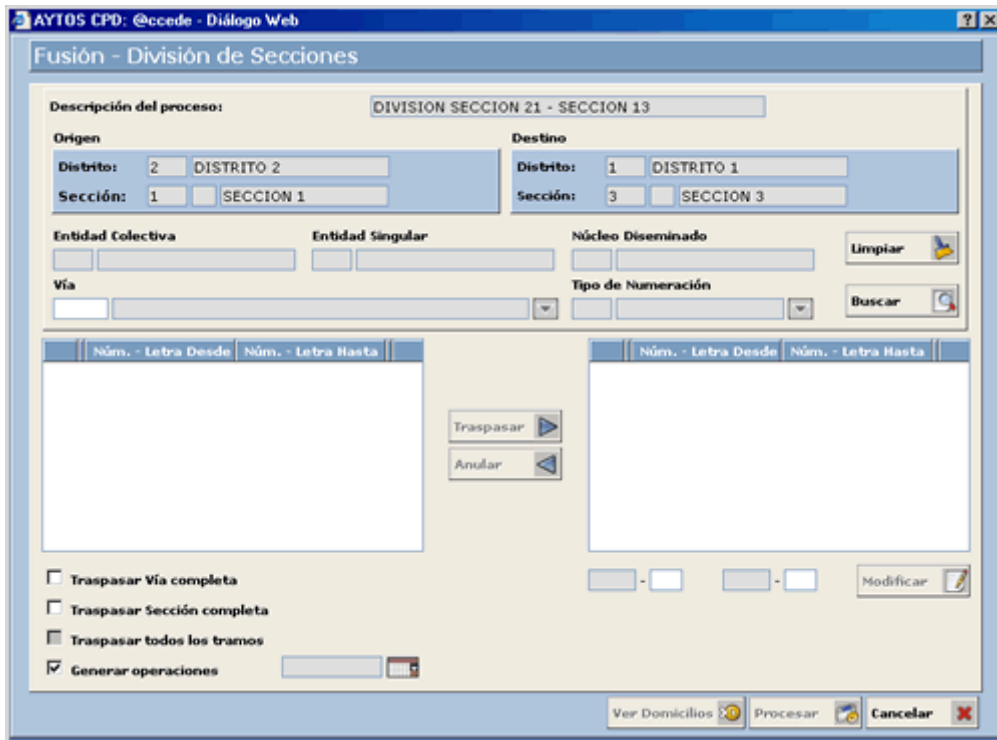 AYTOS CPD: @ccede - Diálogo Web
Fusión - División de Secciones
Descripción del proceso: DIVISION SECCION 21 - SECCION 13
Origen Destino
Distrito: 2 DISTRITO 2 Distrito: 1 DISTRITO 1
Sección: 1 SECCION 1 Sección: 3 SECCION 3
Entidad Colectiva Entidad Singular Núcleo Diseminado
Limpiar
Vía Tipo de Numeración
Buscar
Núm. - Letra Desde Núm. - Letra Hasta Núm. - Letra Desde Núm. - Letra Hasta
Traspasar
Anular
Traspasar Vía completa - - Modificar
Traspasar Sección completa
Traspasar todos los tramos
Generar operaciones
Ver Domicilios Procesar Cancelar